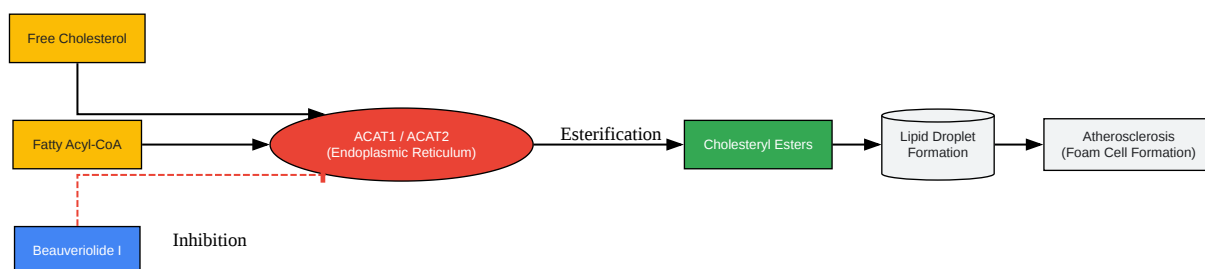 Free Cholesterol
Fatty Acyl-CoA
ACAT1 / ACAT2
(Endoplasmic Reticulum)
Esterification
Cholesteryl Esters
Lipid Droplet
Formation
Atherosclerosis
(Foam Cell Formation)
Beauveriolide I
Inhibition